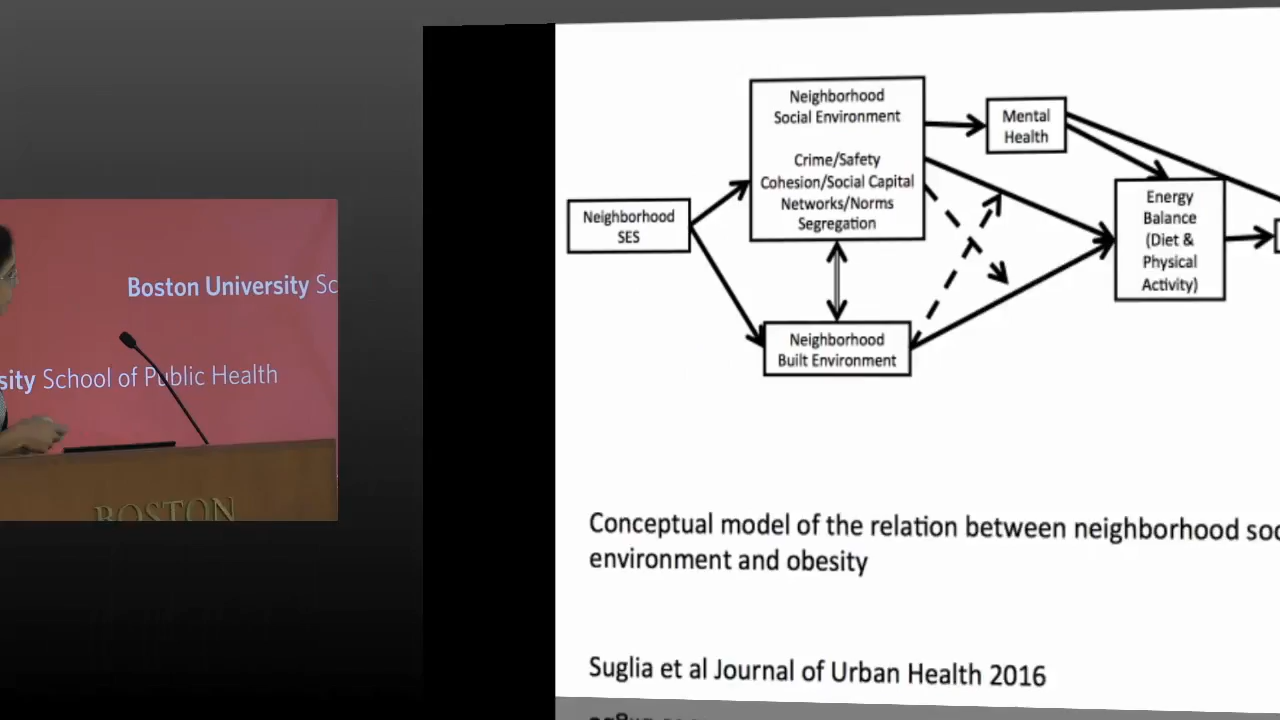 Boston University Sc
sity School of Public Health
BOSTON
Neighborhood
SES
Neighborhood
Social Environment
Crime/Safety
Cohesion/Social Capital
Networks/Norms
Segregation
Neighborhood
Built Environment
Mental
Health
Energy
Balance
(Diet &
Physical
Activity)
Conceptual model of the relation between neighborhood soc
environment and obesity
Suglia et al Journal of Urban Health 2016